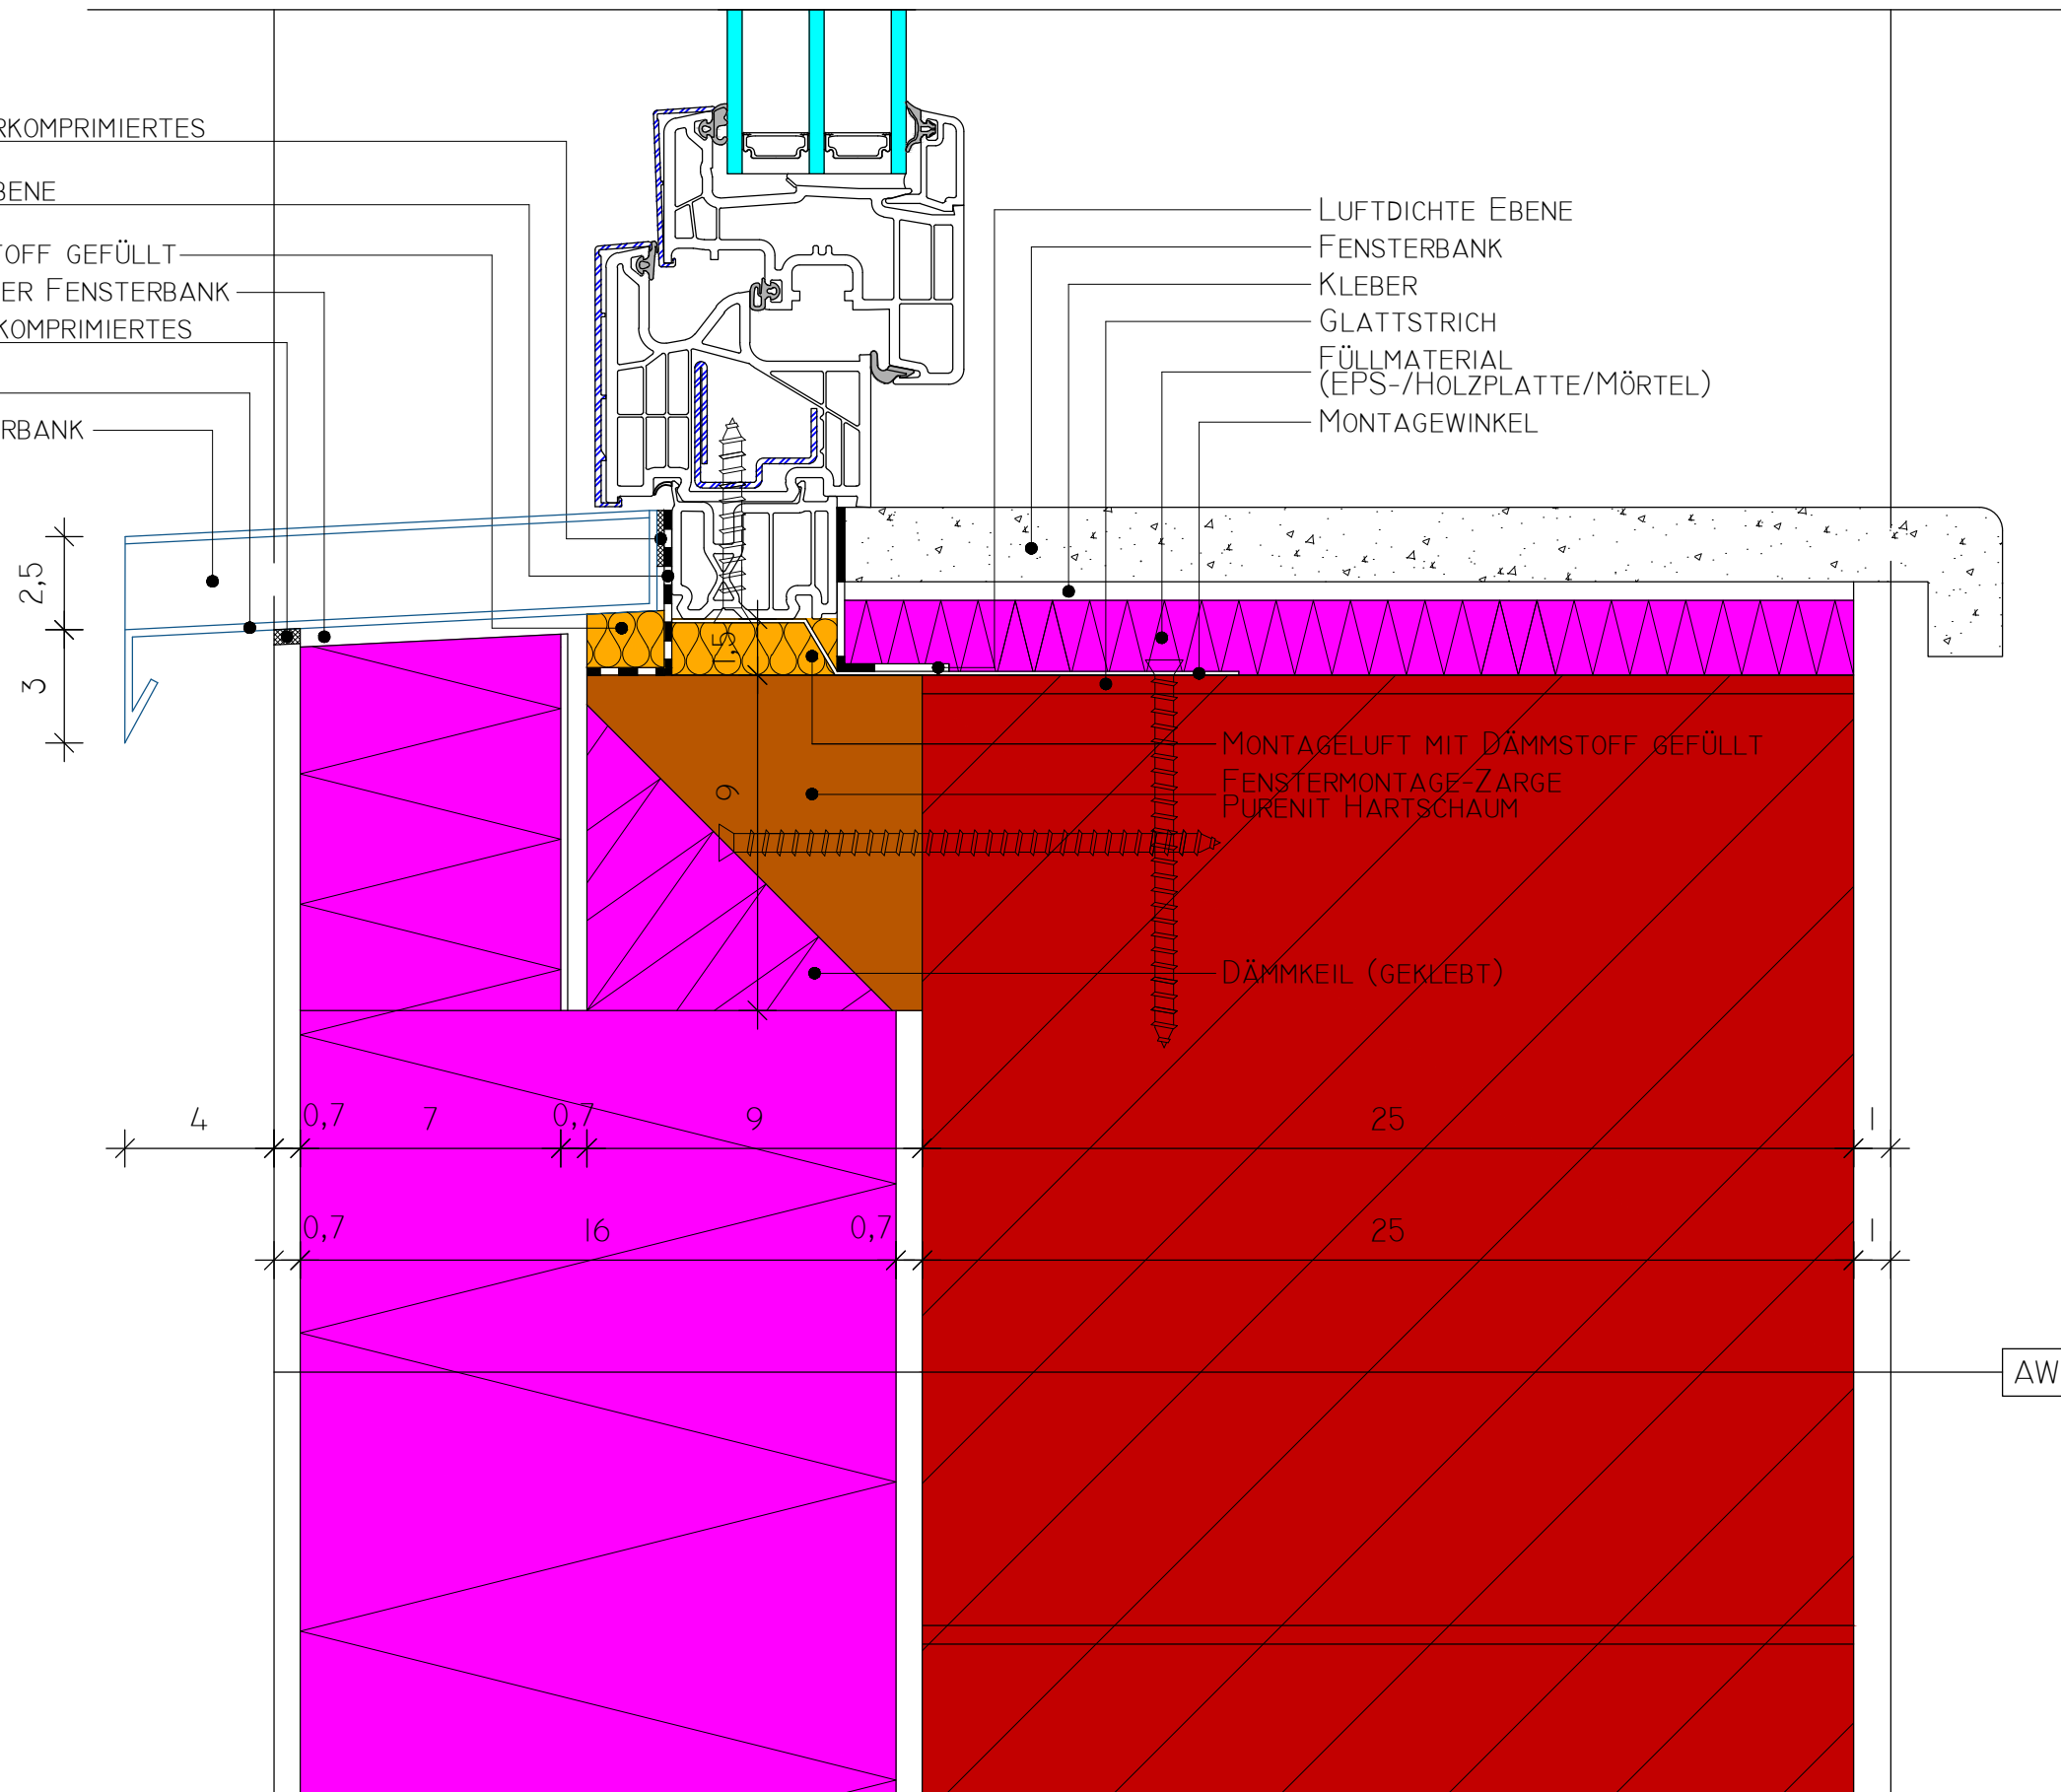 RKOMPRIMIERTES
BENE
TOFF GEFÜLLT
ER FENSTERBANK
KOMPRIMIERTES
RBANK
LUFTDICHTE EBENE
FENSTERBANK
KLEBER
GLATTSTRICH
FÜLLMATERIAL
(EPS-/HOLZPLATTE/MÖRTEL)
MONTAGEWINKEL
2,5
3
1,5
9
MONTAGELUFT MIT DÄMMSTOFF GEFÜLLT
FENSTERMONTAGE-ZARGE
PURENIT HARTSCHAUM
DÄMMKEIL (GEKLEBT)
4 0,7 7 0,7 9 25 1
0,7 16 0,7 25 1
AW